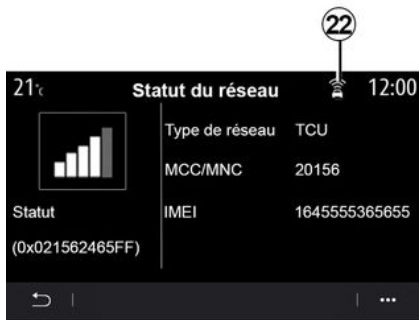 22
21°c Statut du réseau 12:00
Type de réseau TCU
MCC/MNC 20156
Statut IMEI 1645555365655
(0x021562465FF)